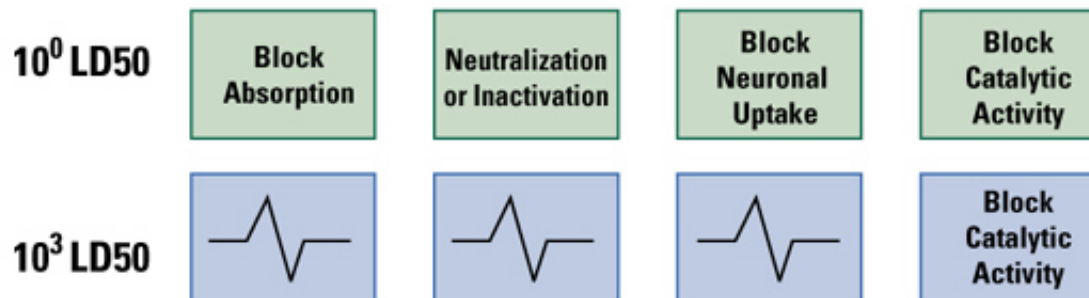 10⁰ LD50
Block
Absorption
Neutralization
or Inactivation
Block
Neuronal
Uptake
Block
Catalytic
Activity
10³ LD50
Block
Catalytic
Activity